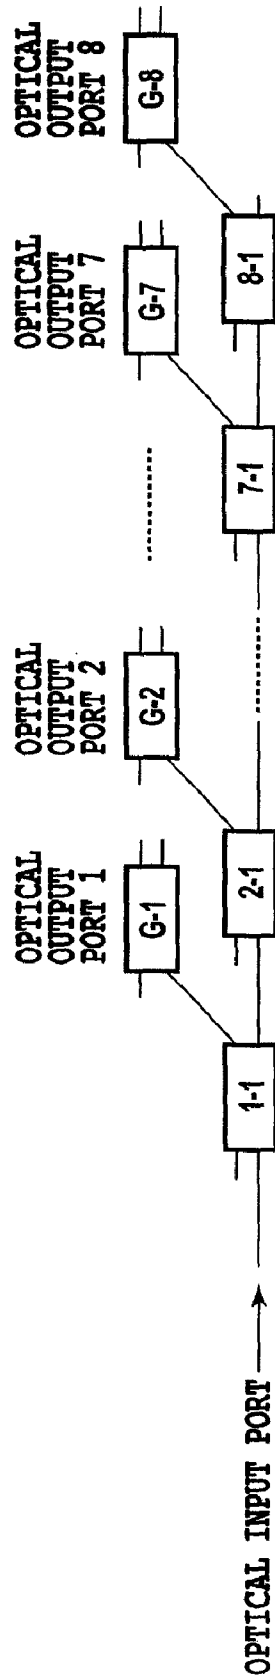 OPTICAL
OUTPUT
PORT 1
OPTICAL
OUTPUT
PORT 2
OPTICAL
OUTPUT
PORT 7
OPTICAL
OUTPUT
PORT 8
G-1
G-2
G-7
G-8
OPTICAL INPUT PORT
1-1
2-1
7-1
8-1